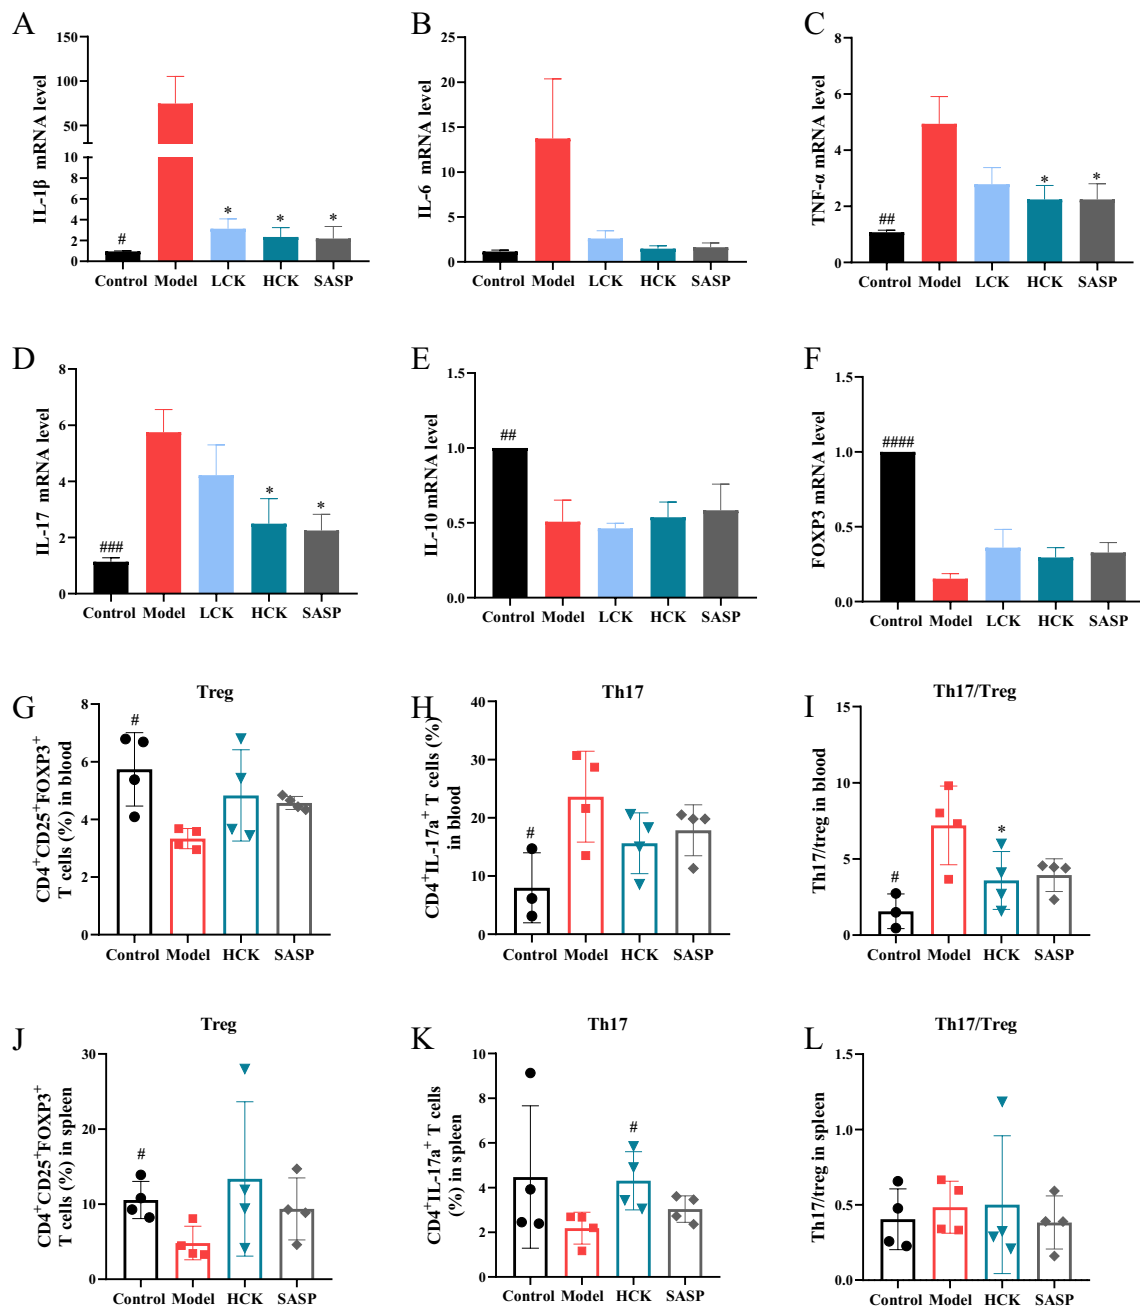 A
IL-1β mRNA level
150
100
50
10
8
6
4
2
0
#
*
*
*
Control Model LCK HCK SASP
B
IL-6 mRNA level
25
20
15
10
5
0
Control Model LCK HCK SASP
C
TNF-α mRNA level
8
6
4
2
0
##
*
*
Control Model LCK HCK SASP
D
IL-17 mRNA level
8
6
4
2
0
###
*
*
Control Model LCK HCK SASP
E
IL-10 mRNA level
1.5
1.0
0.5
0.0
##
Control Model LCK HCK SASP
F
FOXP3 mRNA level
1.5
1.0
0.5
0.0
####
Control Model LCK HCK SASP
G
Treg
CD4+CD25+FOXP3+
T cells (%) in blood
8
6
4
2
0
#
Control Model HCK SASP
H
Th17
CD4+IL-17a+ T cells (%)
in blood
40
30
20
10
0
#
Control Model HCK SASP
I
Th17/Treg
Th17/treg in blood
15
10
5
0
#
*
Control Model HCK SASP
J
Treg
CD4+CD25+FOXP3+
T cells (%) in spleen
30
20
10
0
#
Control Model HCK SASP
K
Th17
CD4+IL-17a+ T cells
(%) in spleen
10
8
6
4
2
0
#
Control Model HCK SASP
L
Th17/Treg
Th17/treg in spleen
1.5
1.0
0.5
0.0
Control Model HCK SASP